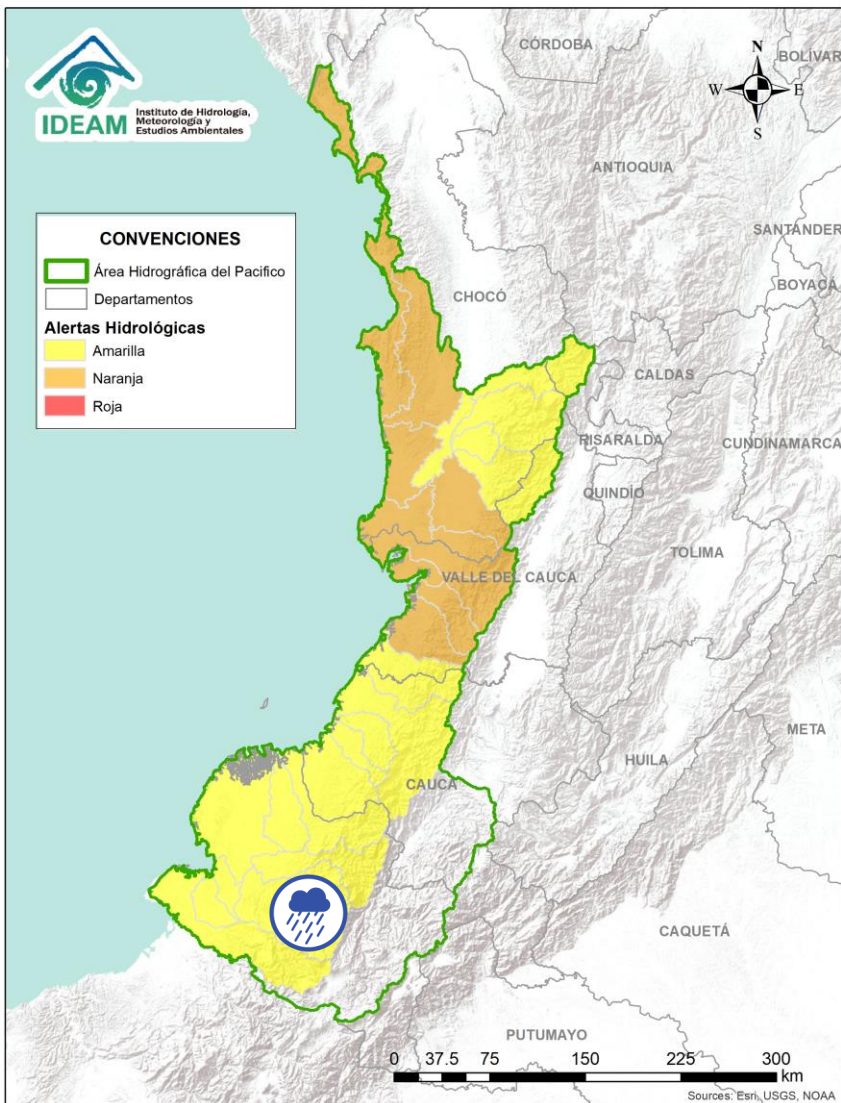 IDEAM
Instituto de Hidrología,
Meteorología y
Estudios Ambientales
CÓRDOBA
BOLÍVAR
N
W
E
S
ANTIOQUIA
SANTANDER
BOYACÁ
CONVENCIONES
Área Hidrográfica del Pacifico
Departamentos
Alertas Hidrológicas
Amarilla
Naranja
Roja
CHOCÓ
CALDAS
RISARALDA
CUNDINAMARCA
QUINDÍO
TOLIMA
VALLE DEL CAUCA
META
HUILA
CAUCA
CAQUETÁ
PUTUMAYO
0 37.5 75 150 225 300
km
Sources: Esri, USGS, NOAA